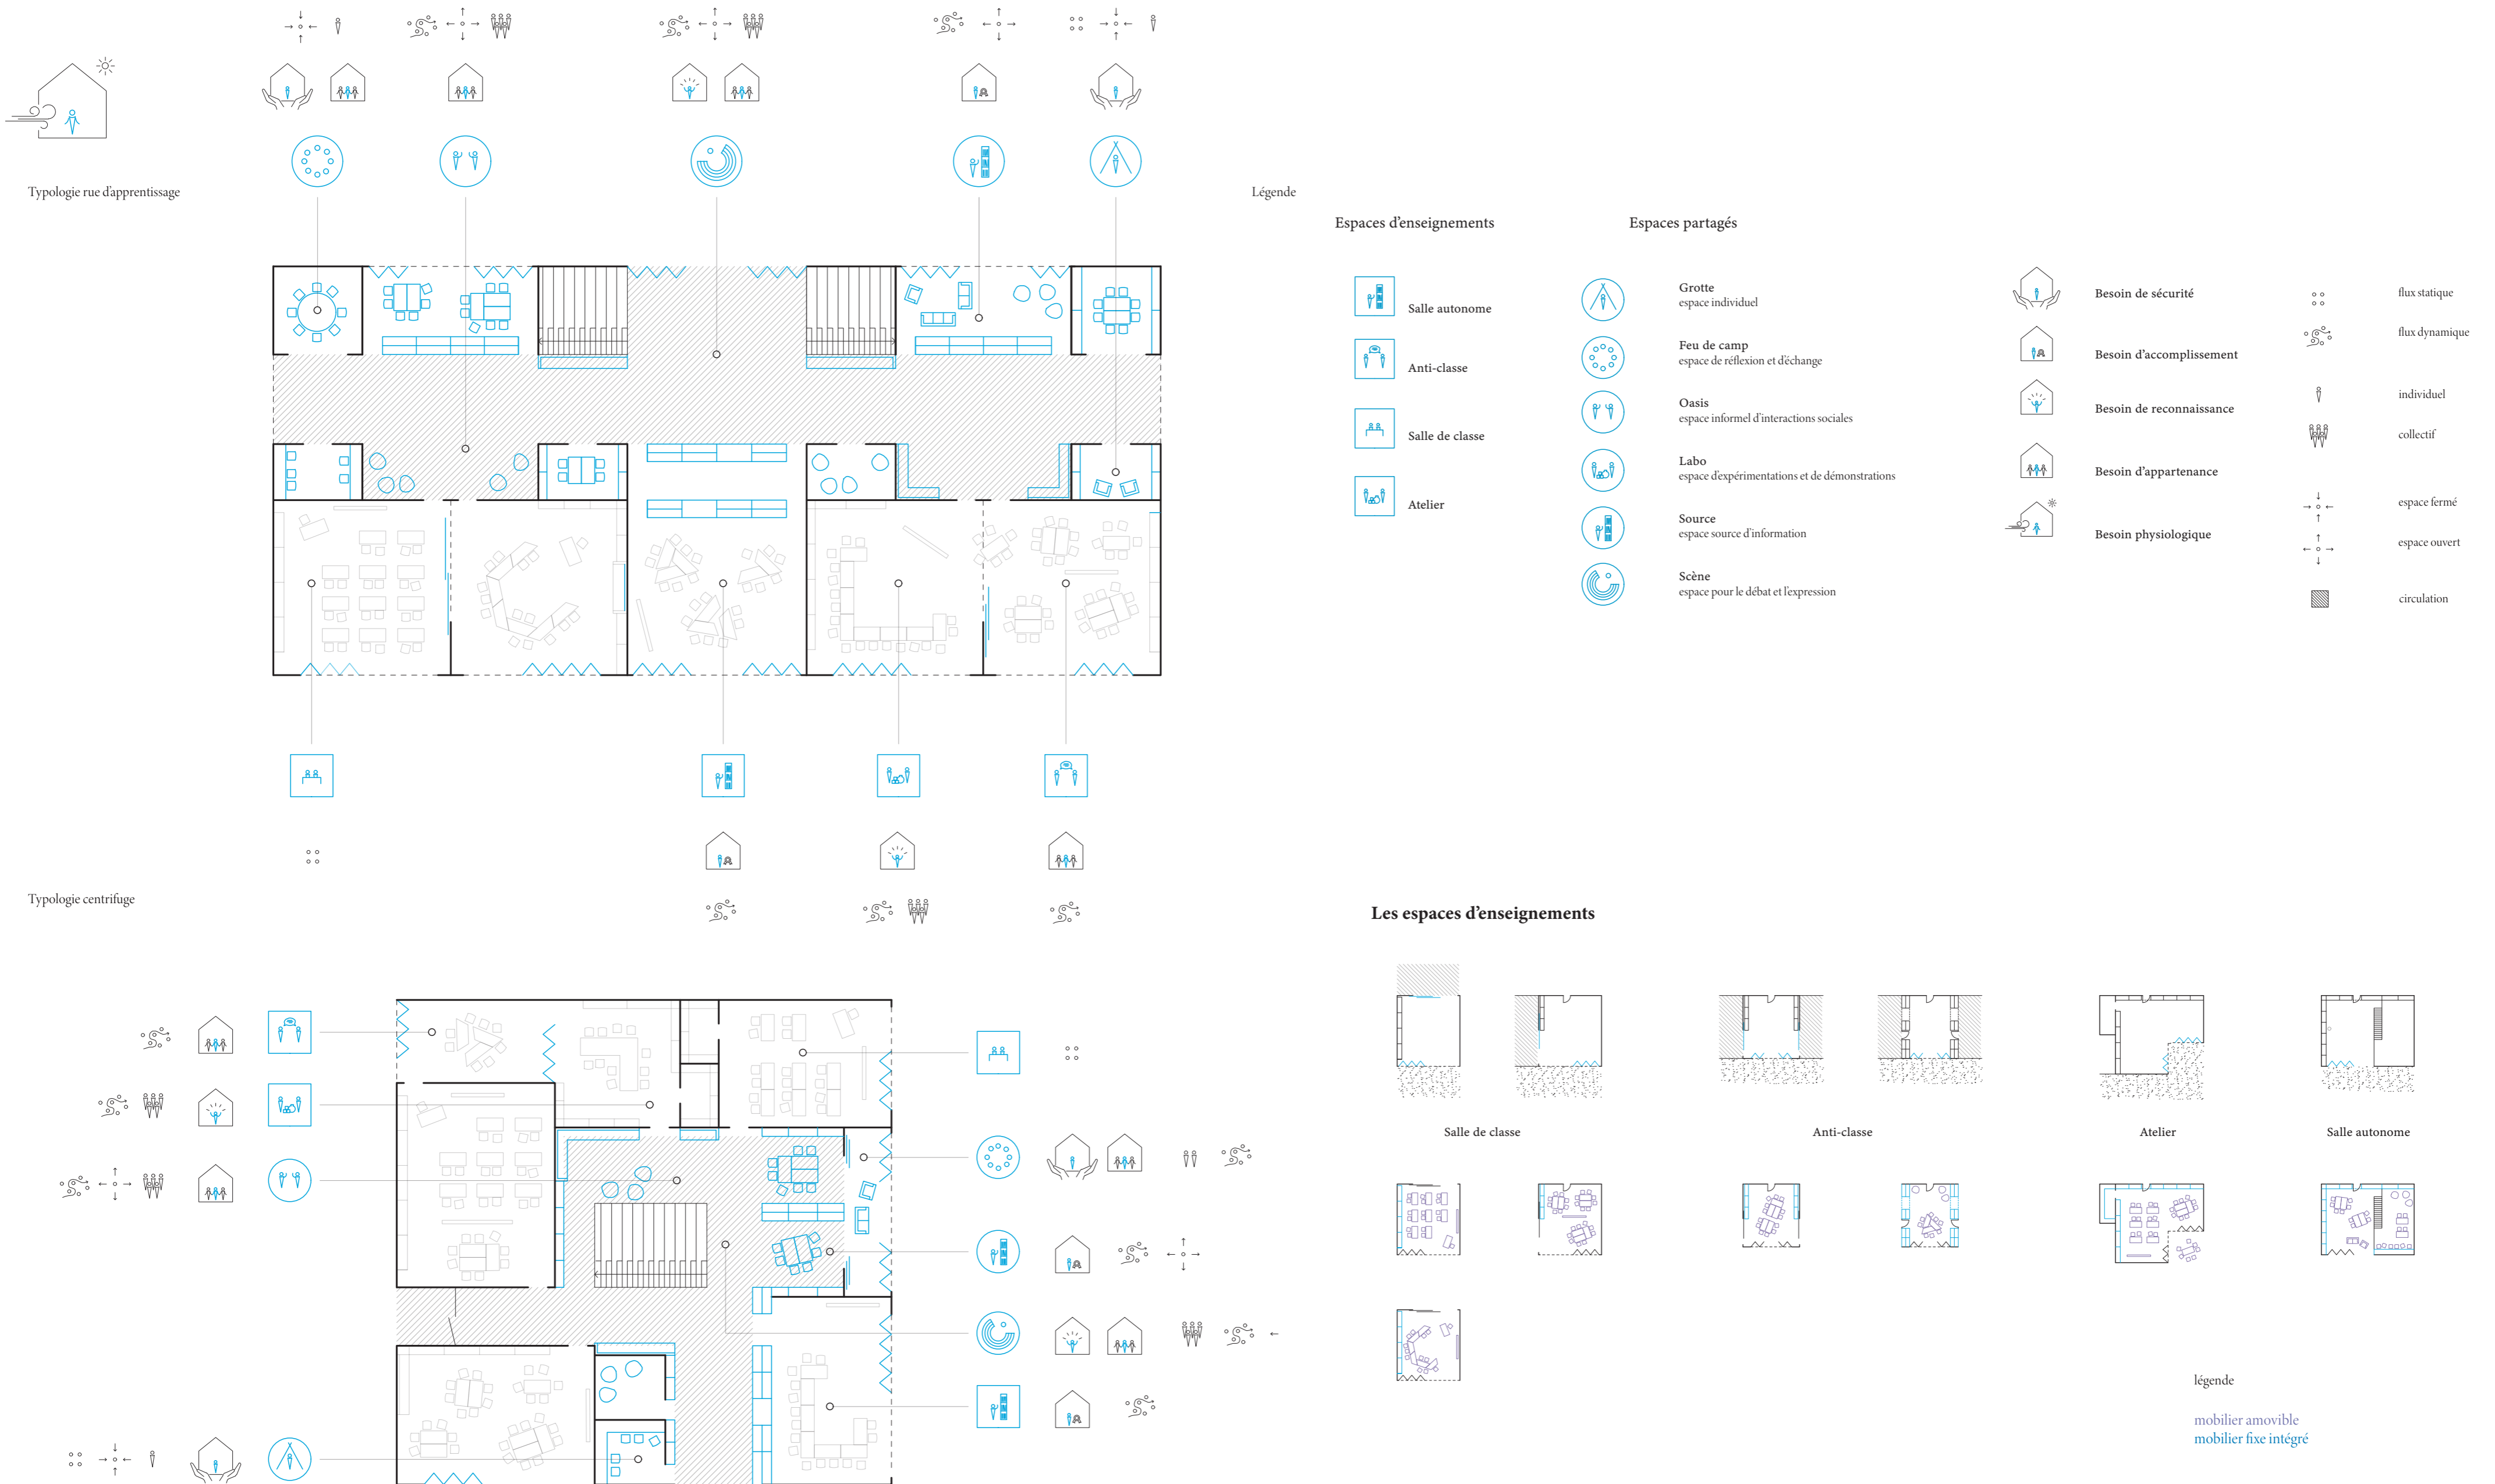 Typologie rue d'apprentissage
Légende
Espaces d'enseignements
Espaces partagés
Salle autonome
Anti-classe
Salle de classe
Atelier
Grotte
espace individuel
Feu de camp
espace de réflexion et d'échange
Oasis
espace informel d'interactions sociales
Labo
espace d'expérimentations et de démonstrations
Source
espace source d'information
Scène
espace pour le débat et l'expression
Besoin de sécurité
Besoin d'accomplissement
Besoin de reconnaissance
Besoin d'appartenance
Besoin physiologique
flux statique
flux dynamique
individuel
collectif
espace fermé
espace ouvert
circulation
Typologie centrifuge
Les espaces d'enseignements
Salle de classe
Anti-classe
Atelier
Salle autonome
légende
mobilier amovible
mobilier fixe intégré